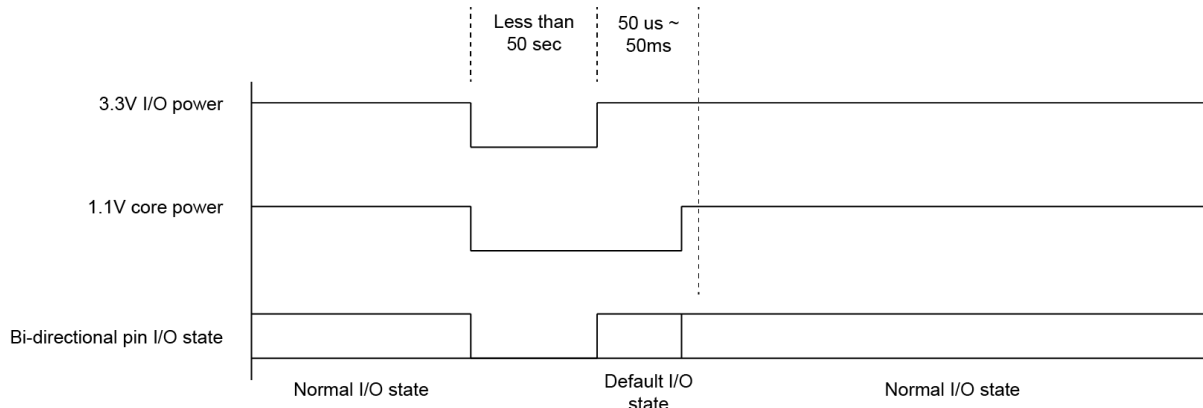 Less than
50 sec
50 us ~
50ms
3.3V I/O power
1.1V core power
Bi-directional pin I/O state
Normal I/O state
Default I/O
state
Normal I/O state